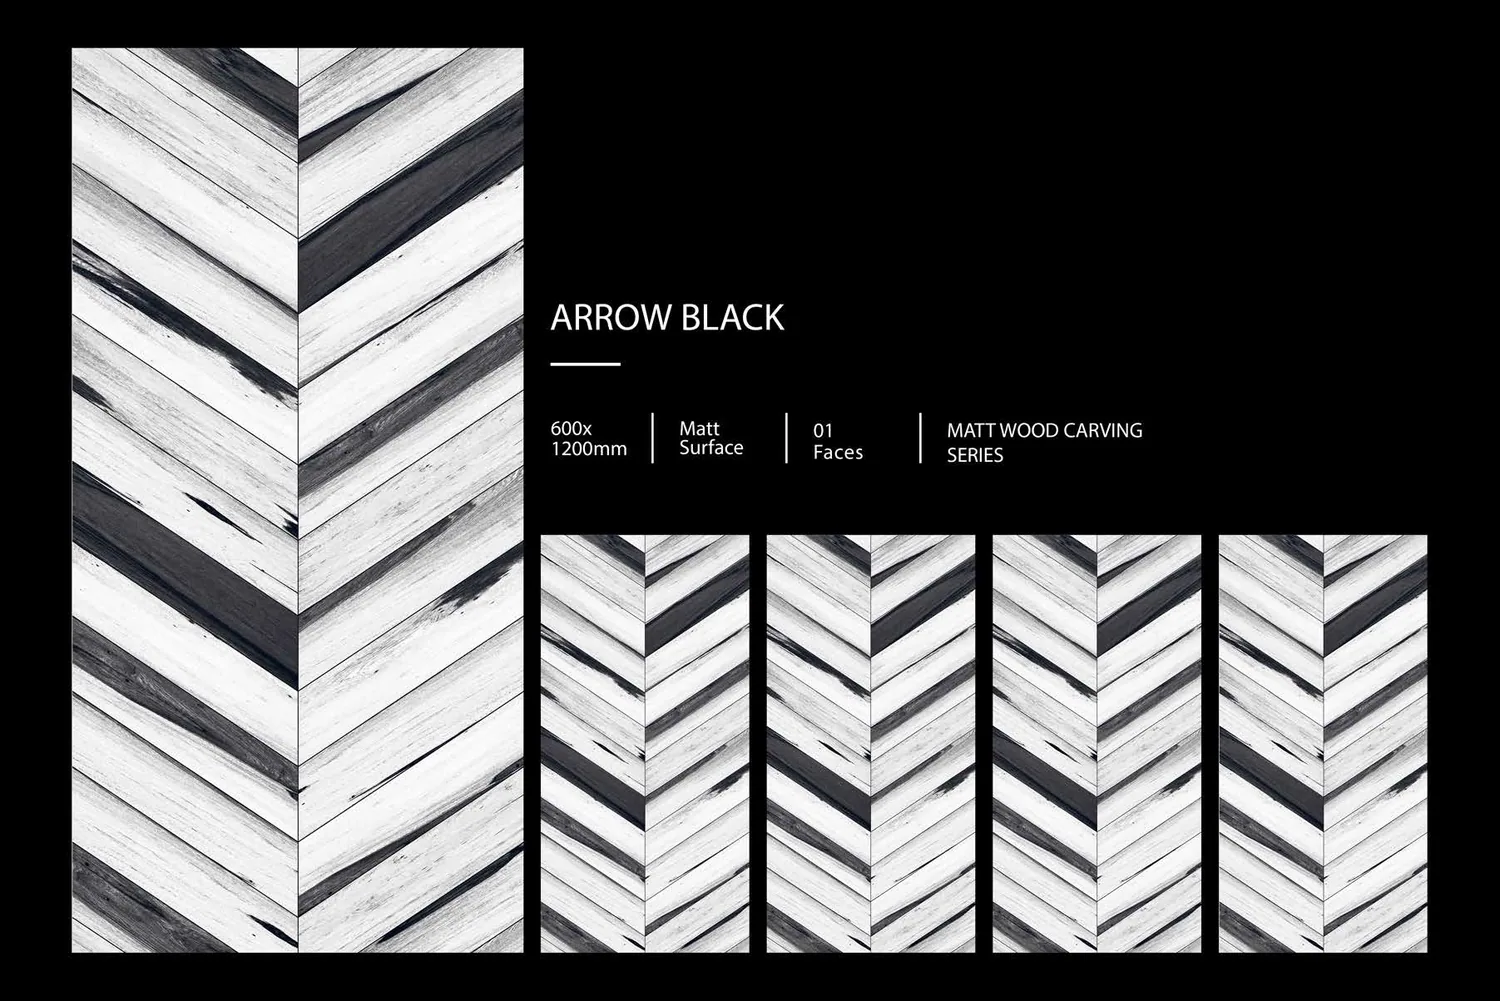 ARROW BLACK
600x
1200mm
Matt
Surface
01
Faces
MATT WOOD CARVING
SERIES